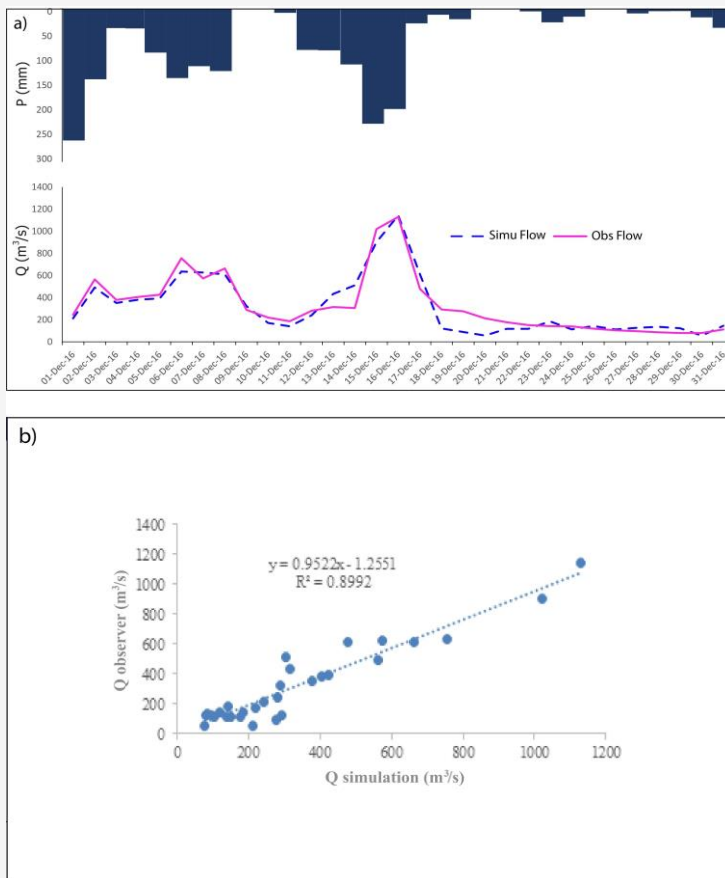 a)
P (mm)
0
50
100
150
200
250
300
Q (m³/s)
1400
1200
1000
800
600
400
200
0
Simu Flow
Obs Flow
01-Dec-16
02-Dec-16
03-Dec-16
04-Dec-16
05-Dec-16
06-Dec-16
07-Dec-16
08-Dec-16
09-Dec-16
10-Dec-16
11-Dec-16
12-Dec-16
13-Dec-16
14-Dec-16
15-Dec-16
16-Dec-16
17-Dec-16
18-Dec-16
19-Dec-16
20-Dec-16
21-Dec-16
22-Dec-16
23-Dec-16
24-Dec-16
25-Dec-16
26-Dec-16
27-Dec-16
28-Dec-16
29-Dec-16
30-Dec-16
31-Dec-16
b)
Q observer (m³/s)
1400
1200
1000
800
600
400
200
0
y = 0.9522x - 1.2551
R² = 0.8992
0 200 400 600 800 1000 1200
Q simulation (m³/s)